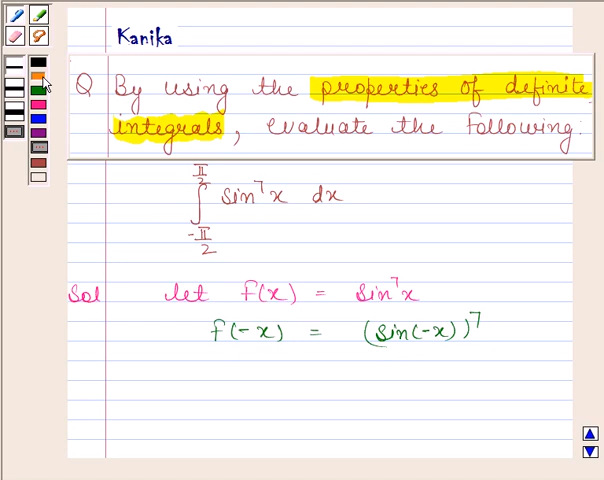 Kanika
Q By using the properties of definite
integrals, evaluate the following:
∫_{-π/2}^{π/2} sin⁷x dx
Sol let f(x) = sin⁷x
f(-x) = (sin(-x))⁷